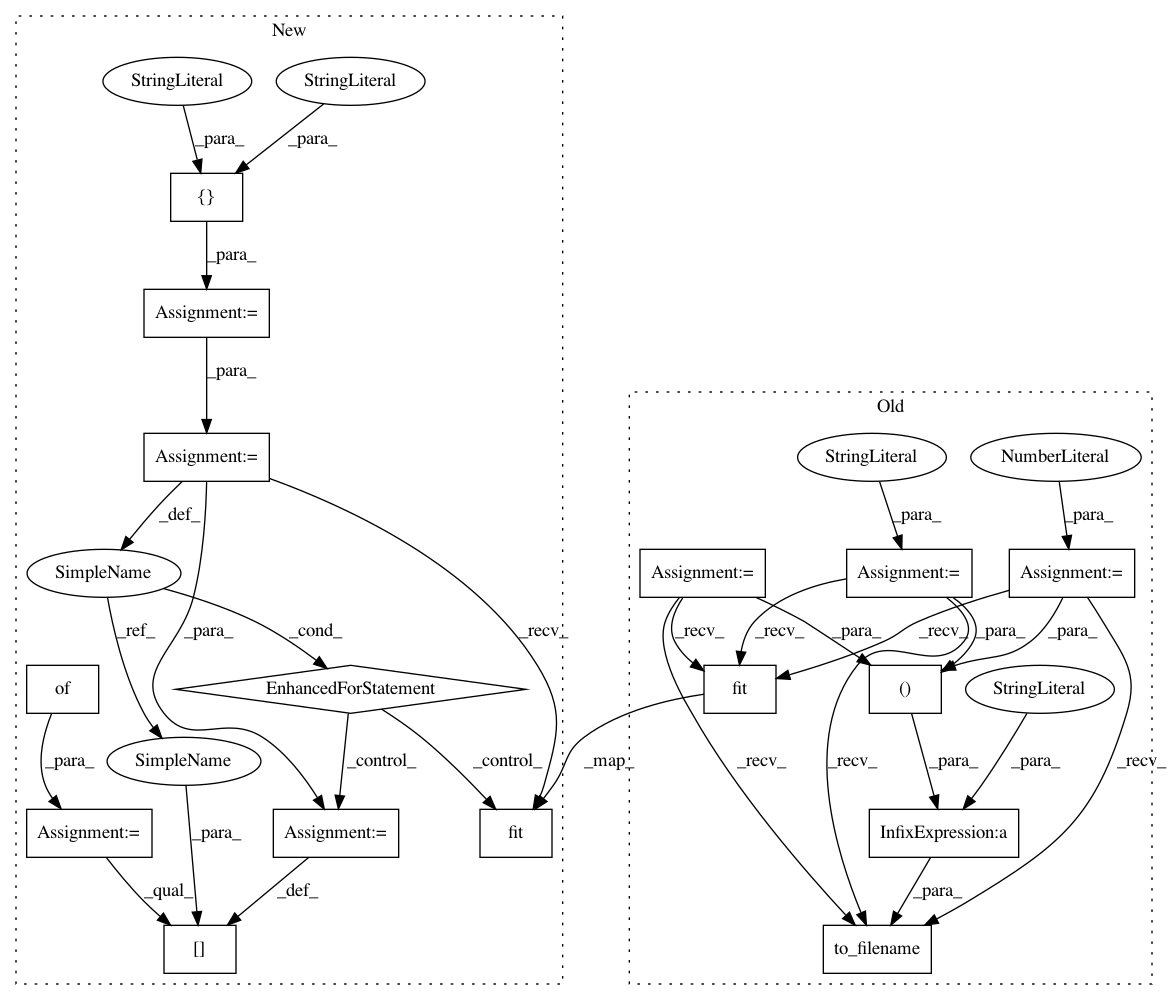 New
StringLiteral
StringLiteral
_para_
_para_
{}
_para_
Assignment:=
_para_
Old
Assignment:=
StringLiteral
NumberLiteral
_def_
_para_
_para_
SimpleName
Assignment:=
Assignment:=
Assignment:=
_ref_
_para_
_cond_
_recv_
_recv_
_recv_
_para_
_recv_
_para_
_para_
of
EnhancedForStatement
fit
()
StringLiteral
SimpleName
_para_
_control_
_control_
_map_
_recv_
_recv_
_para_
_para_
_recv_
Assignment:=
_para_
Assignment:=
fit
InfixExpression:a
_qual_
_def_
_para_
[]
to_filename